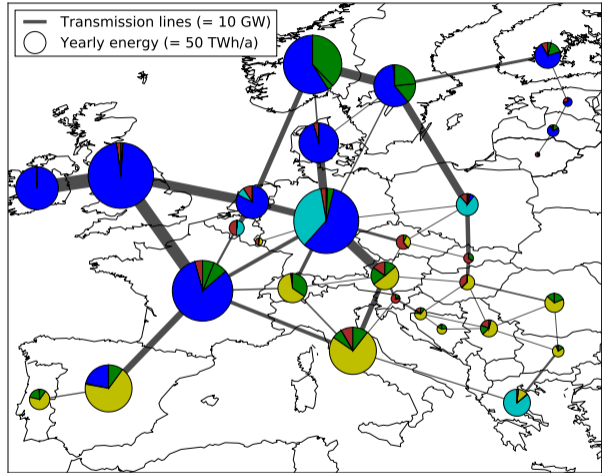 Transmission lines (= 10 GW)
Yearly energy (= 50 TWh/a)